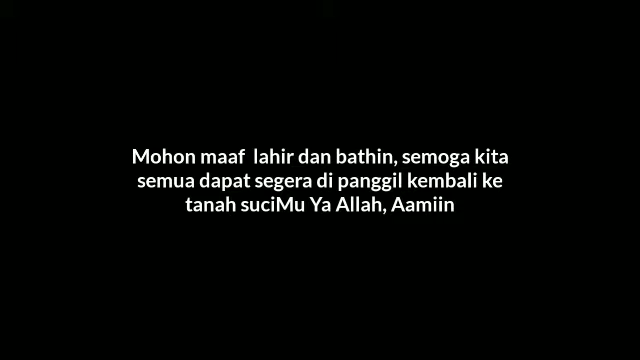 Mohon maaf  lahir dan bathin, semoga kita
semua dapat segera di panggil kembali ke
tanah suciMu Ya Allah, Aamiin